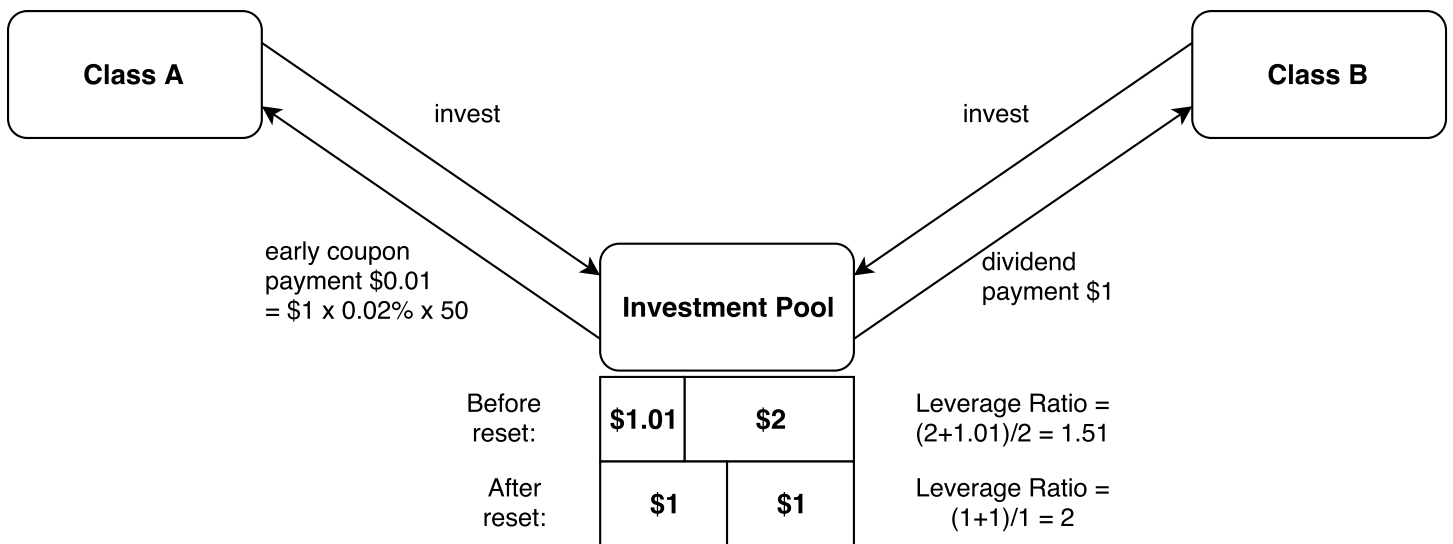 Class A
Class B
invest
invest
early coupon
payment $0.01
= $1 x 0.02% x 50
dividend
payment $1
Investment Pool
Before
reset:
$1.01
$2
Leverage Ratio =
(2+1.01)/2 = 1.51
After
reset:
$1
$1
Leverage Ratio =
(1+1)/1 = 2